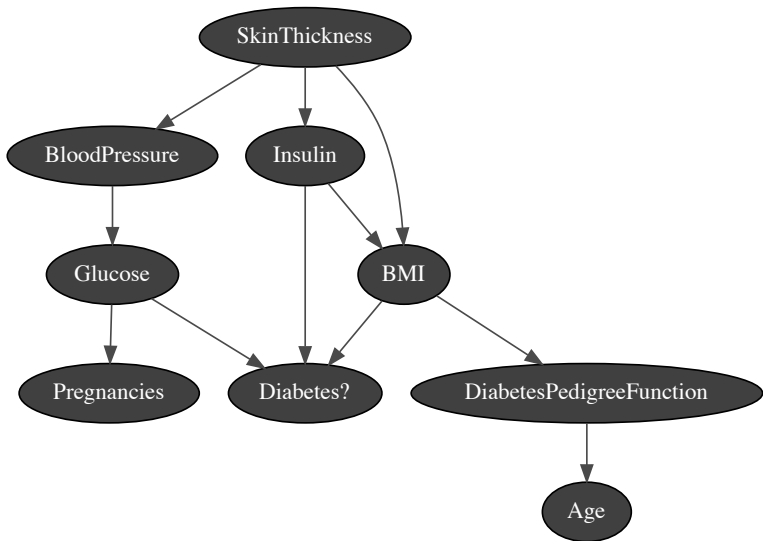 SkinThickness
BloodPressure
Insulin
Glucose
BMI
Pregnancies
Diabetes?
DiabetesPedigreeFunction
Age